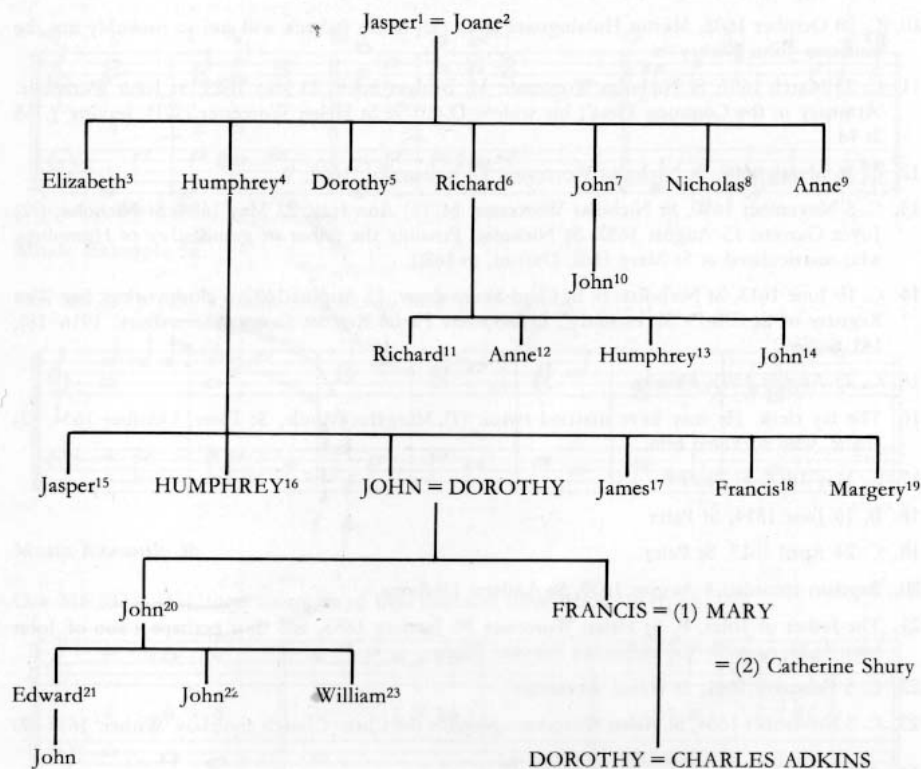 Jasper¹ = Joane²
Elizabeth³ Humphrey⁴ Dorothy⁵ Richard⁶ John⁷ Nicholas⁸ Anne⁹
John¹⁰
Richard¹¹ Anne¹² Humphrey¹³ John¹⁴
Jasper¹⁵ HUMPHREY¹⁶ JOHN = DOROTHY James¹⁷ Francis¹⁸ Margery¹⁹
John²⁰ FRANCIS = (1) MARY
= (2) Catherine Shury
Edward²¹ John²² William²³
John DOROTHY = CHARLES ADKINS